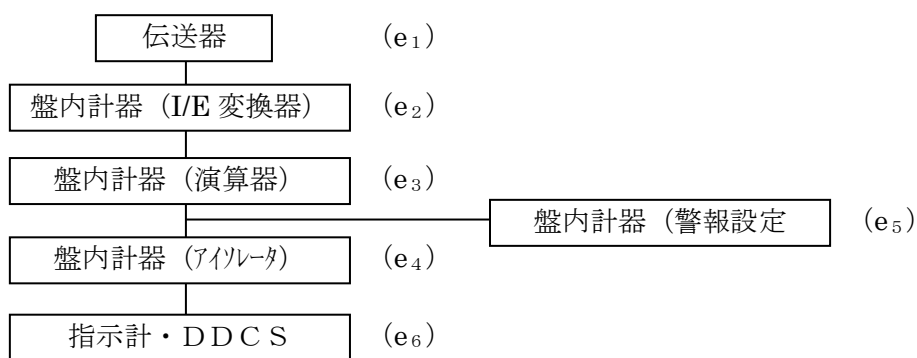 伝送器 (e₁)
盤内計器（I/E 変換器） (e₂)
盤内計器（演算器） (e₃)
盤内計器（警報設定 (e₅)
盤内計器（ｱｲｿﾚｰﾀ） (e₄)
指示計・ＤＤＣＳ (e₆)